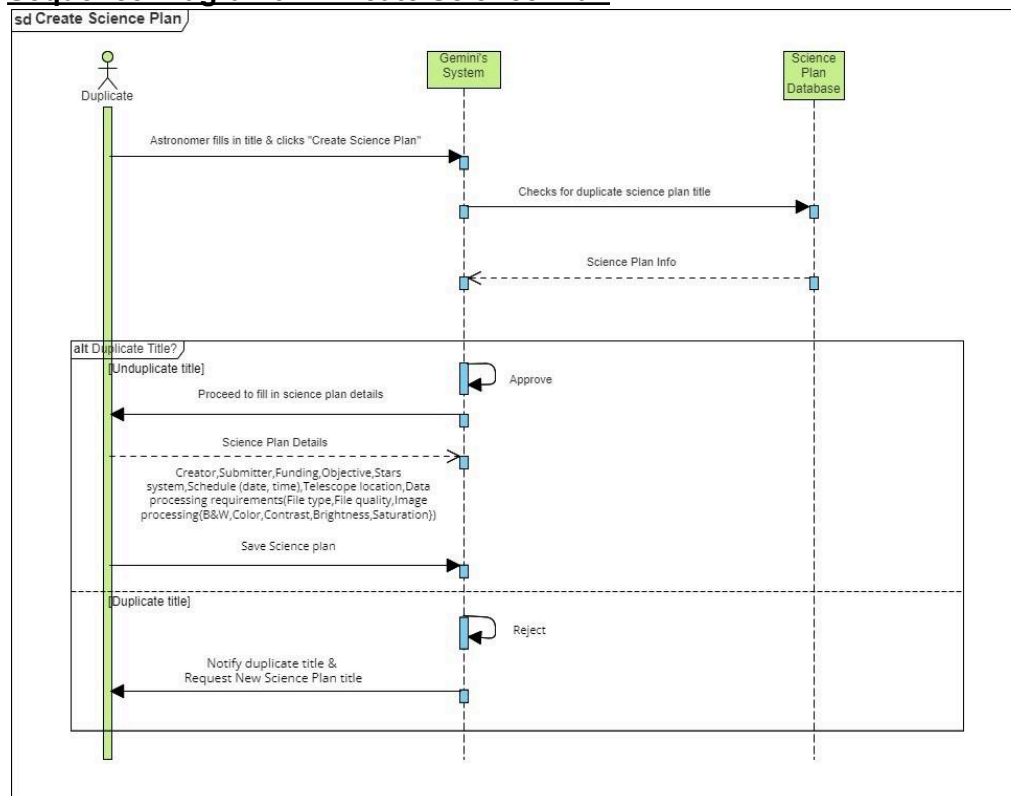 sd Create Science Plan
Gemini's
System
Science
Plan
Database
Duplicate
Astronomer fills in title & clicks "Create Science Plan"
Checks for duplicate science plan title
Science Plan Info
alt Duplicate Title?
[Unduplicate title]
Approve
Proceed to fill in science plan details
Science Plan Details
Creator,Submitter,Funding,Objective,Stars
system,Schedule (date, time),Telescope location,Data
processing requirements(File type,File quality,Image
processing{B&W,Color,Contrast,Brightness,Saturation})
Save Science plan
[Duplicate title]
Reject
Notify duplicate title &
Request New Science Plan title